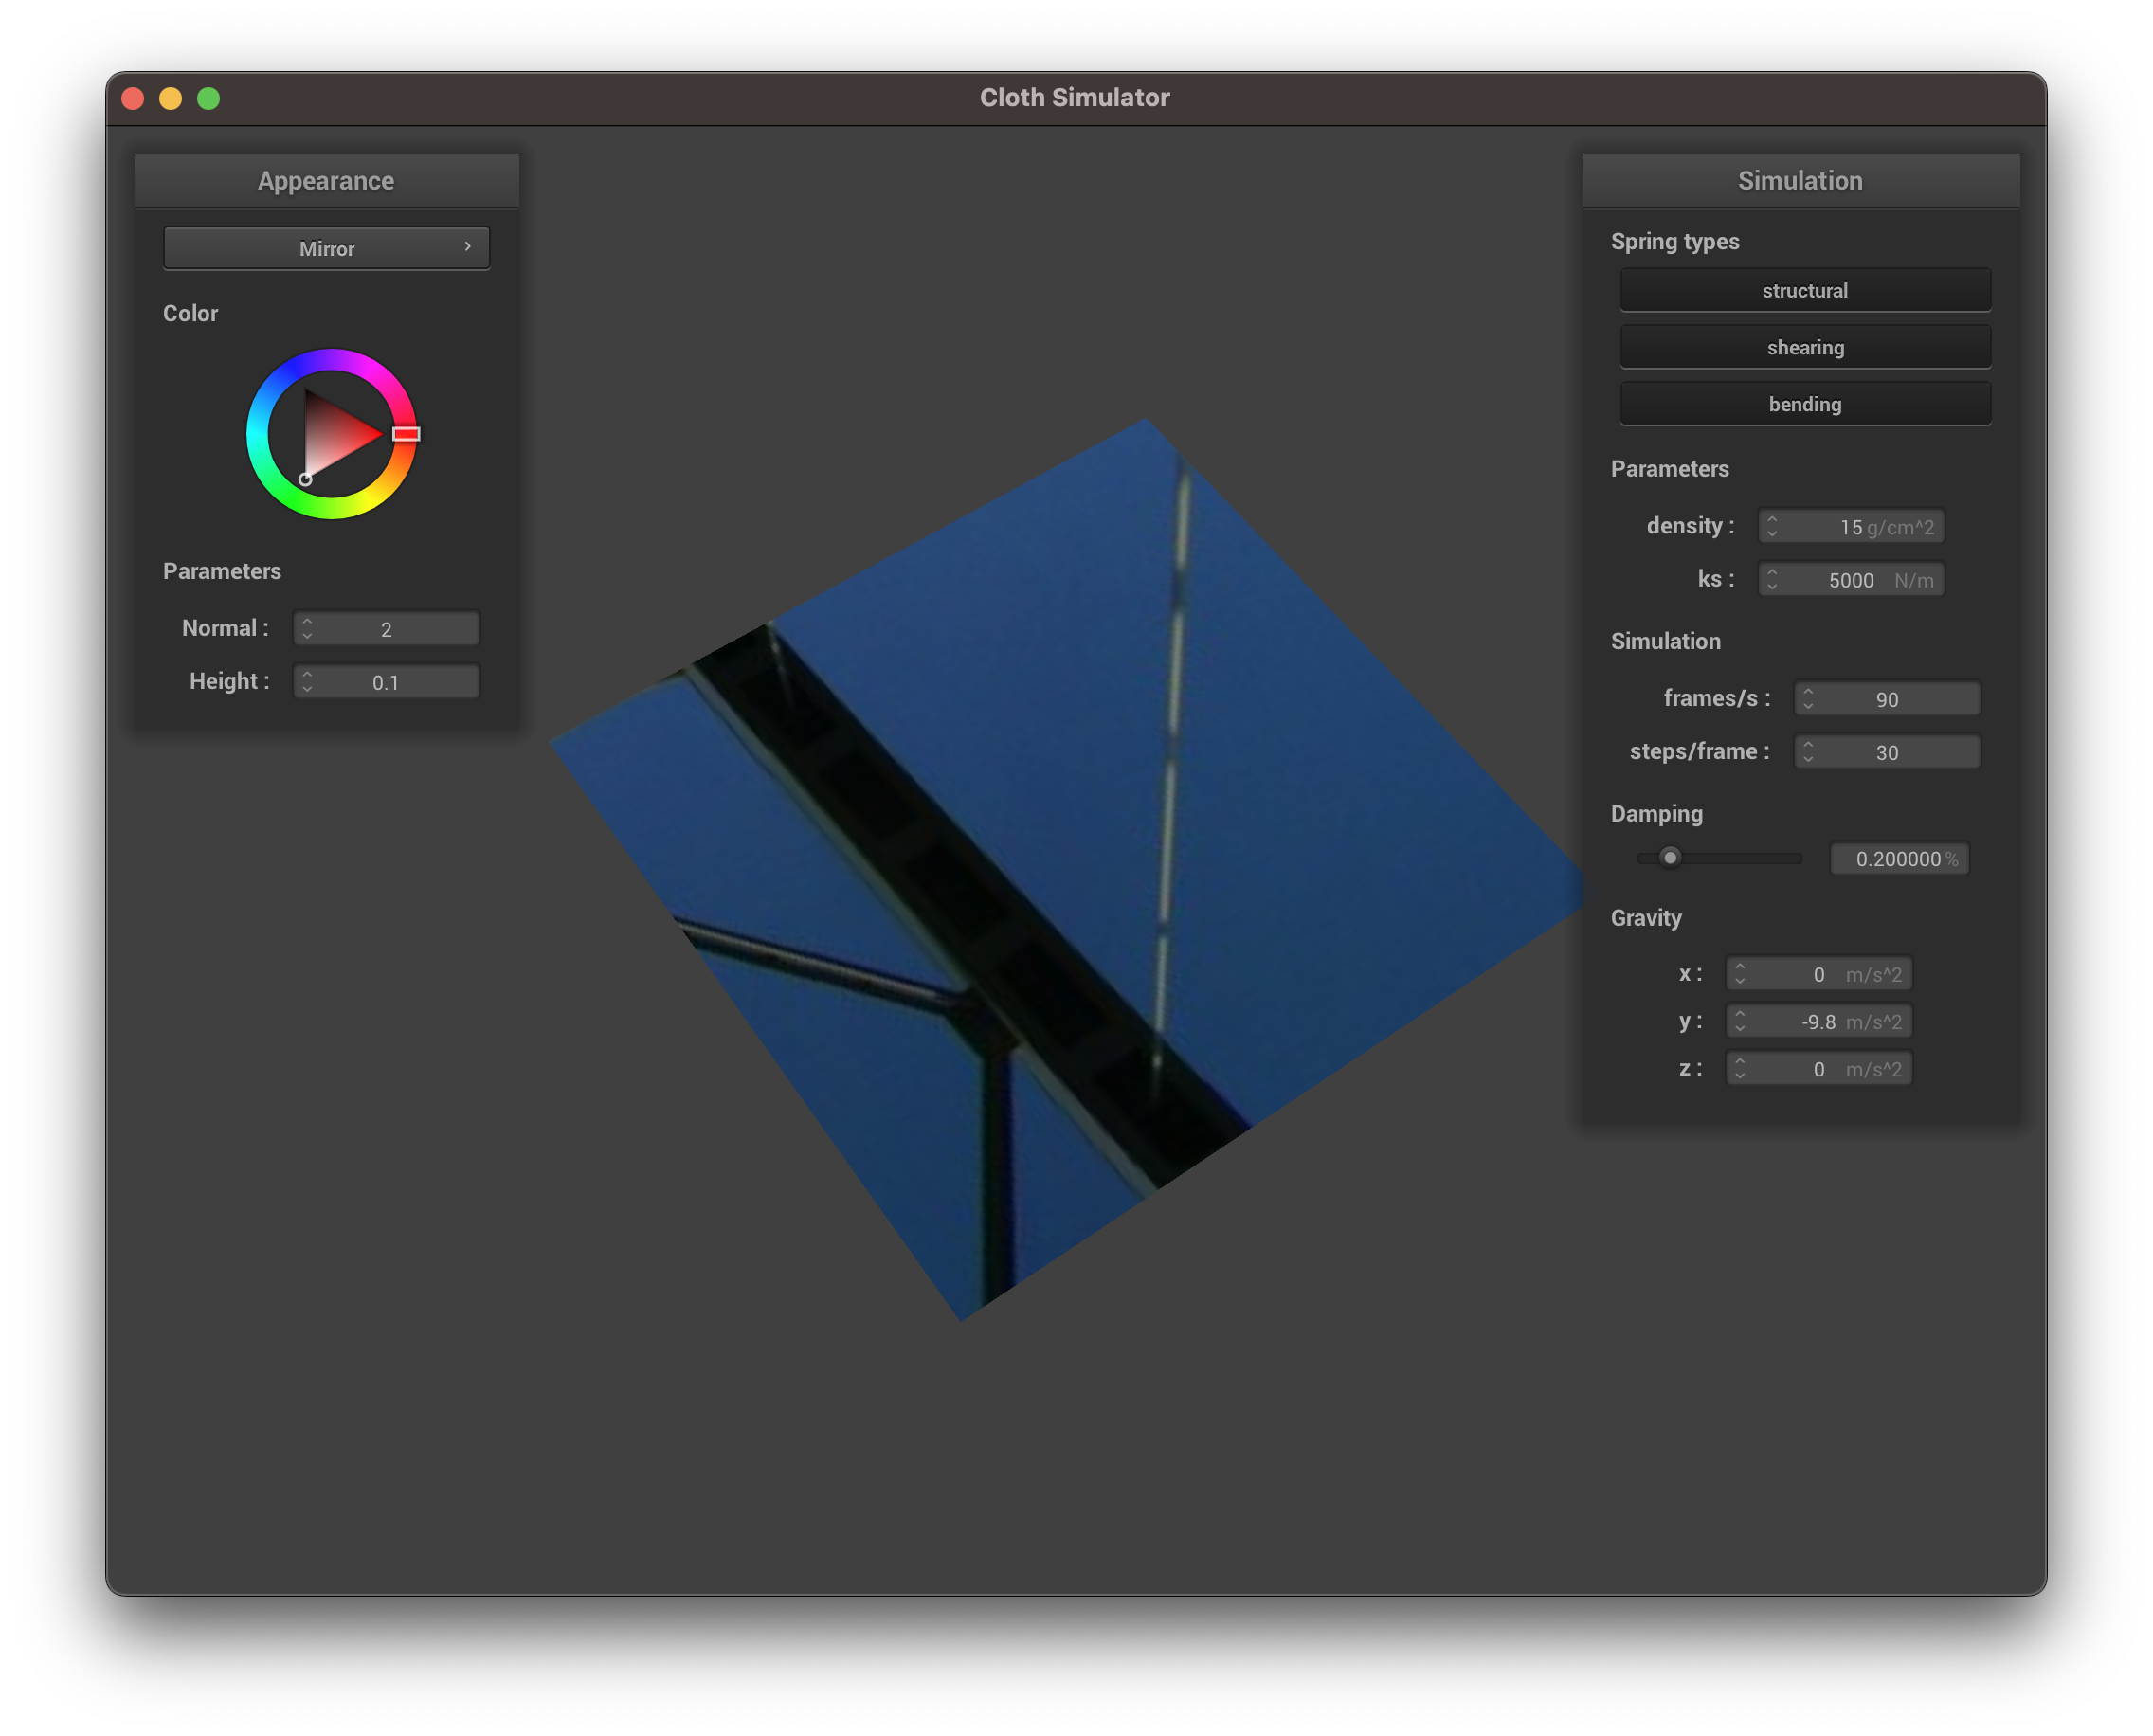 Cloth Simulator
Appearance
Mirror
Color
Parameters
Normal : 2
Height : 0.1
Simulation
Spring types
structural
shearing
bending
Parameters
density : 15 g/cm^2
ks : 5000 N/m
Simulation
frames/s : 90
steps/frame : 30
Damping
0.200000 %
Gravity
x : 0 m/s^2
y : -9.8 m/s^2
z : 0 m/s^2